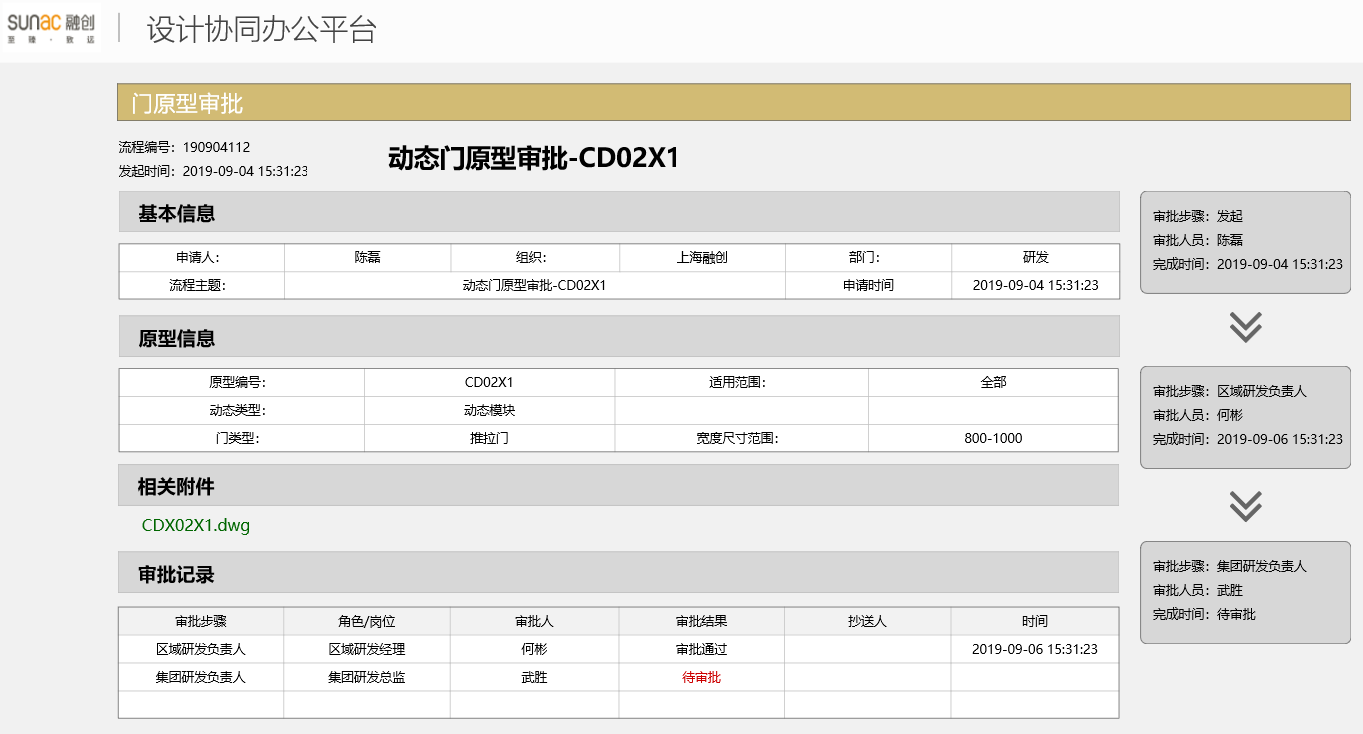 sunac 融创
至 臻 · 致 远
设计协同办公平台
门原型审批
流程编号：190904112
发起时间：2019-09-04 15:31:23
动态门原型审批-CD02X1
基本信息
申请人： 陈磊 组织： 上海融创 部门： 研发
流程主题： 动态门原型审批-CD02X1 申请时间 2019-09-04 15:31:23
原型信息
原型编号： CD02X1 适用范围： 全部
动态类型： 动态模块
门类型： 推拉门 宽度尺寸范围： 800-1000
相关附件
CDX02X1.dwg
审批记录
审批步骤 角色/岗位 审批人 审批结果 抄送人 时间
区域研发负责人 区域研发经理 何彬 审批通过 2019-09-06 15:31:23
集团研发负责人 集团研发总监 武胜 待审批
审批步骤：发起
审批人员：陈磊
完成时间：2019-09-04 15:31:23
审批步骤：区域研发负责人
审批人员：何彬
完成时间：2019-09-06 15:31:23
审批步骤：集团研发负责人
审批人员：武胜
完成时间：待审批